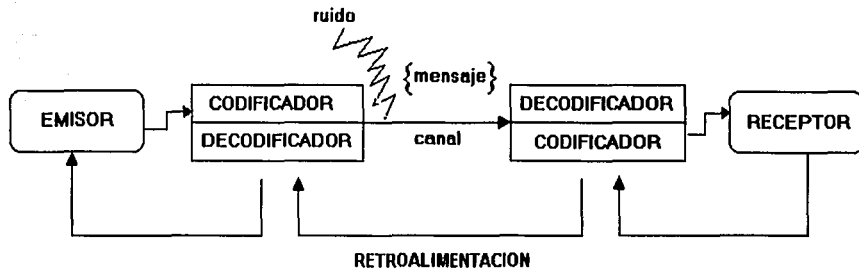 ruido
{mensaje}
EMISOR
CODIFICADOR
DECODIFICADOR
canal
DECODIFICADOR
CODIFICADOR
RECEPTOR
RETROALIMENTACION